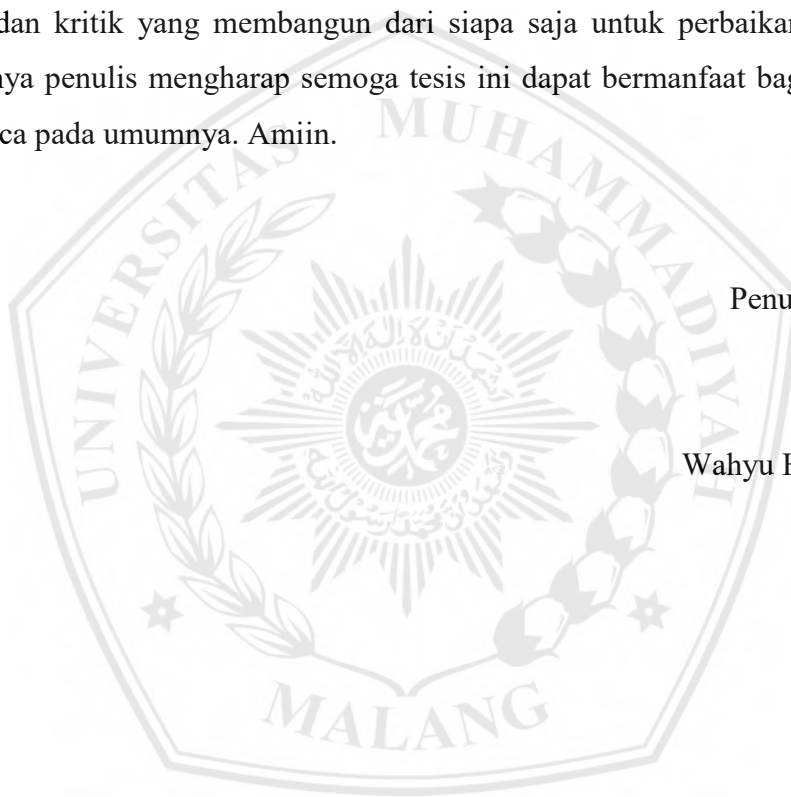 dan kritik yang membangun dari siapa saja untuk perbaikan
nya penulis mengharap semoga tesis ini dapat bermanfaat bag
ca pada umumnya. Amiin.
UNIVERSITAS MUHAMMADIYAH
Penu
Wahyu
MALANG